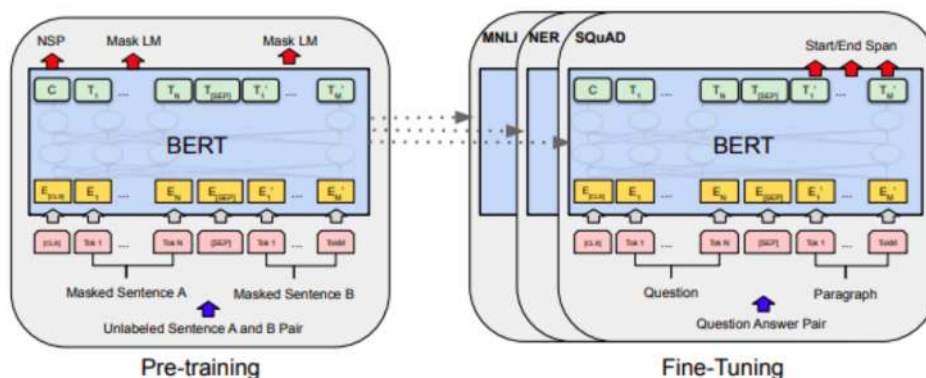 NSP Mask LM Mask LM
C T1 ... TN T[SEP] T1' ... TM'
BERT
E[CLS] E1 ... EN E[SEP] E1' ... EM'
[CLS] Tok 1 ... Tok N [SEP] Tok 1 ... TokM
Masked Sentence A Masked Sentence B
Unlabeled Sentence A and B Pair
Pre-training
MNLI NER SQuAD
Start/End Span
C T1 ... TN T[SEP] T1' ... TM'
BERT
E[CLS] E1 ... EN E[SEP] E1' ... EM'
[CLS] Tok 1 ... Tok N [SEP] Tok 1 ... TokM
Question Paragraph
Question Answer Pair
Fine-Tuning